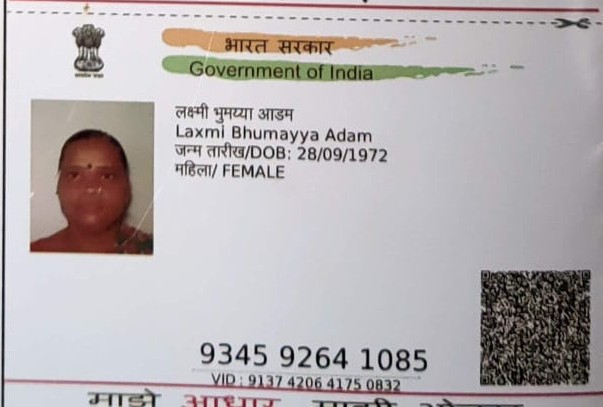 भारत सरकार
Government of India
लक्ष्मी भुमय्या आडम
Laxmi Bhumayya Adam
जन्म तारीख/DOB: 28/09/1972
महिला/ FEMALE
9345 9264 1085
VID : 9137 4206 4175 0832
माझे आधार